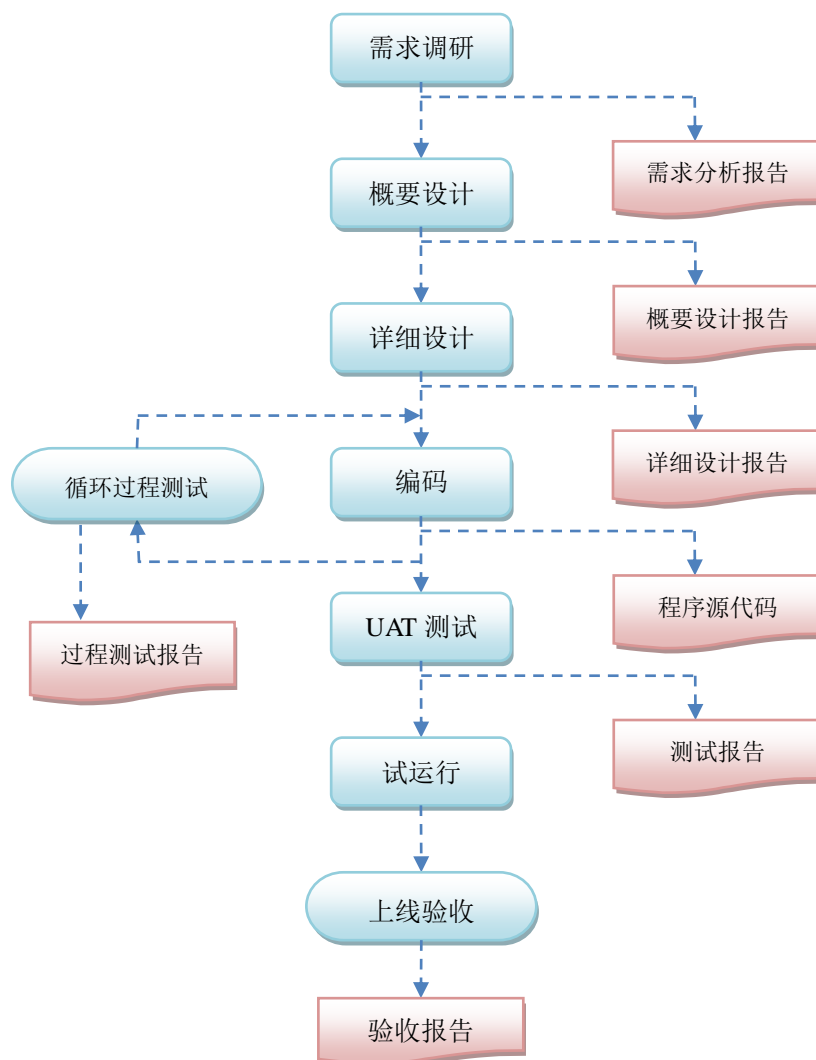 需求调研
需求分析报告
概要设计
概要设计报告
详细设计
详细设计报告
循环过程测试
编码
程序源代码
UAT 测试
过程测试报告
测试报告
试运行
上线验收
验收报告